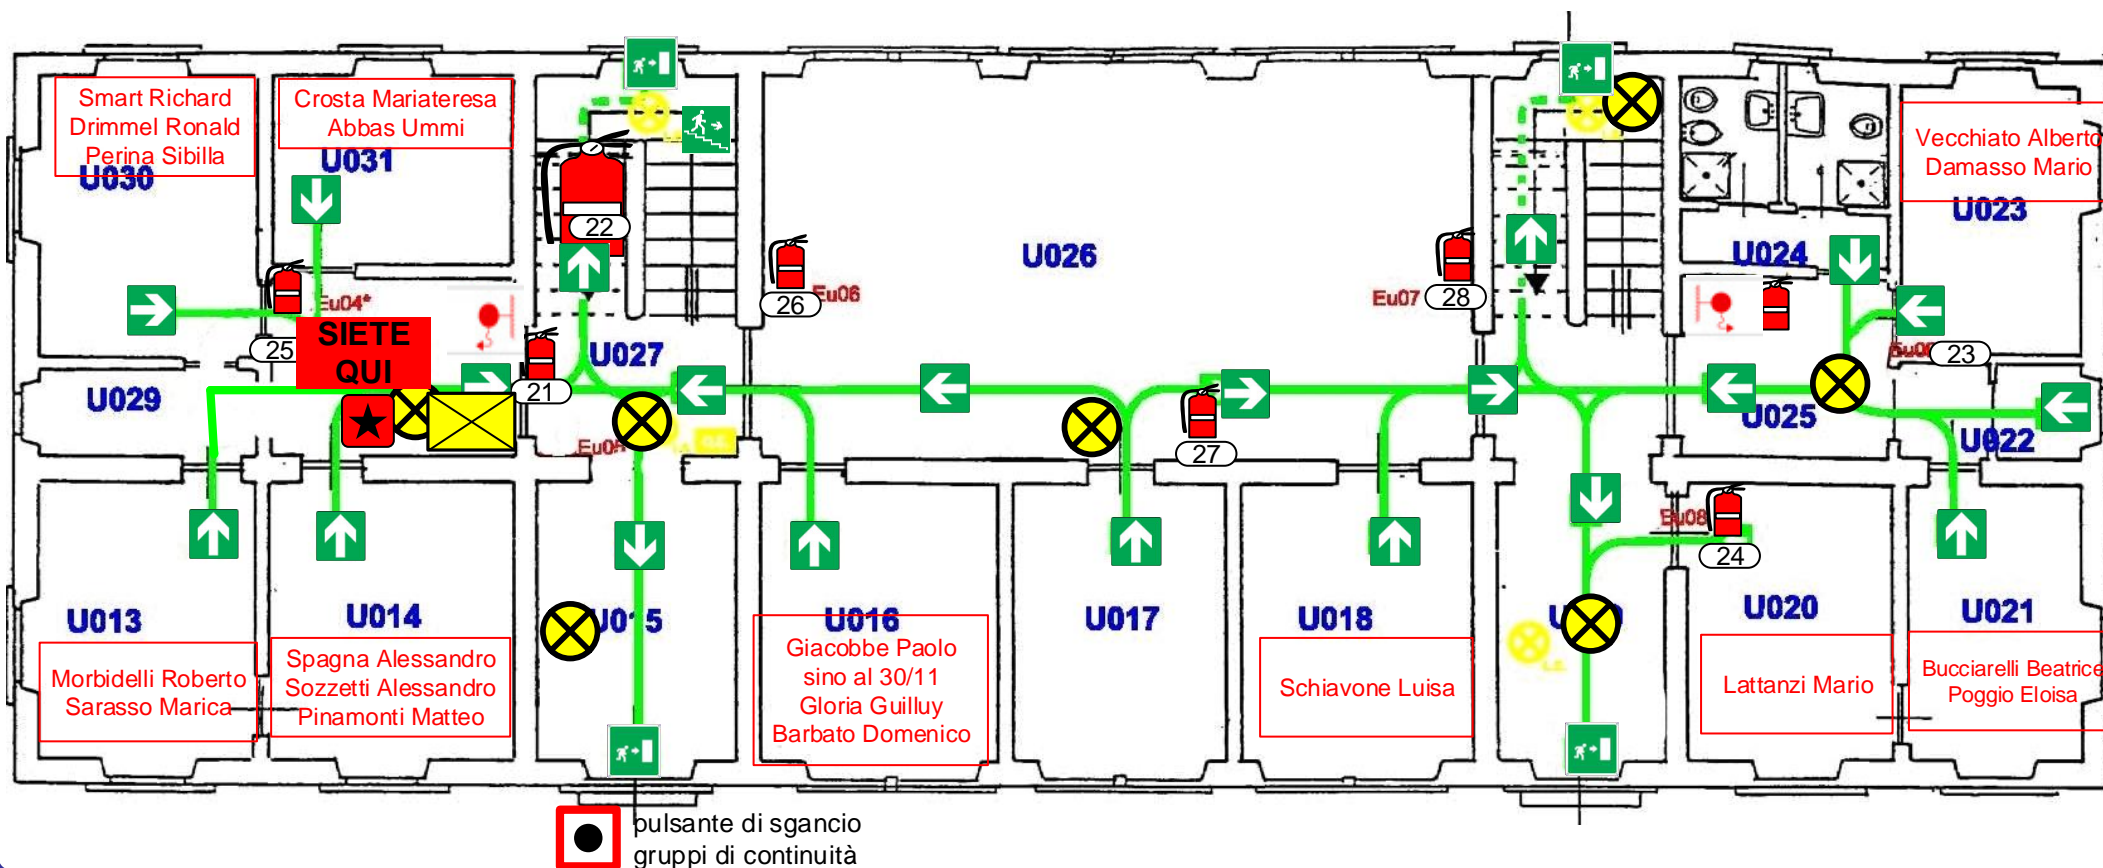 Smart Richard
Drimmel Ronald
Perina Sibilla
U030
Crosta Mariateresa
Abbas Ummi
U031
22
U026
26
Eu06
Eu07
28
U024
Vecchiato Alberto
Damasso Mario
U023
Eu04*
25
SIETE
QUI
21
U027
23
U029
U025
U022
27
Eu08
24
U013
Morbidelli Roberto
Sarasso Marica
U014
Spagna Alessandro
Sozzetti Alessandro
Pinamonti Matteo
U015
U016
Giacobbe Paolo
sino al 30/11
Gloria Guilluy
Barbato Domenico
U017
U018
Schiavone Luisa
U020
Lattanzi Mario
U021
Bucciarelli Beatrice
Poggio Eloisa
pulsante di sgancio
gruppi di continuità